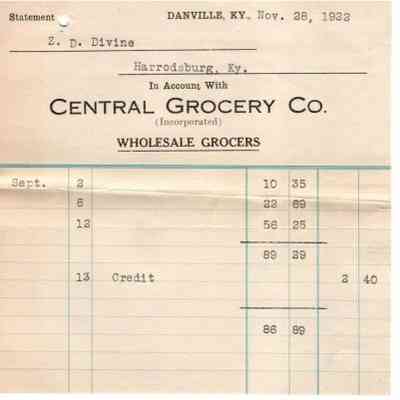 Statement DANVILLE, KY., Nov. 28, 1922
Z. D. Divine
Harrodsburg, Ky.
In Account With
CENTRAL GROCERY CO.
(Incorporated)
WHOLESALE GROCERS
Sept. 2 10 35
8 22 69
12 56 25
89 29
13 Credit 2 40
86 89